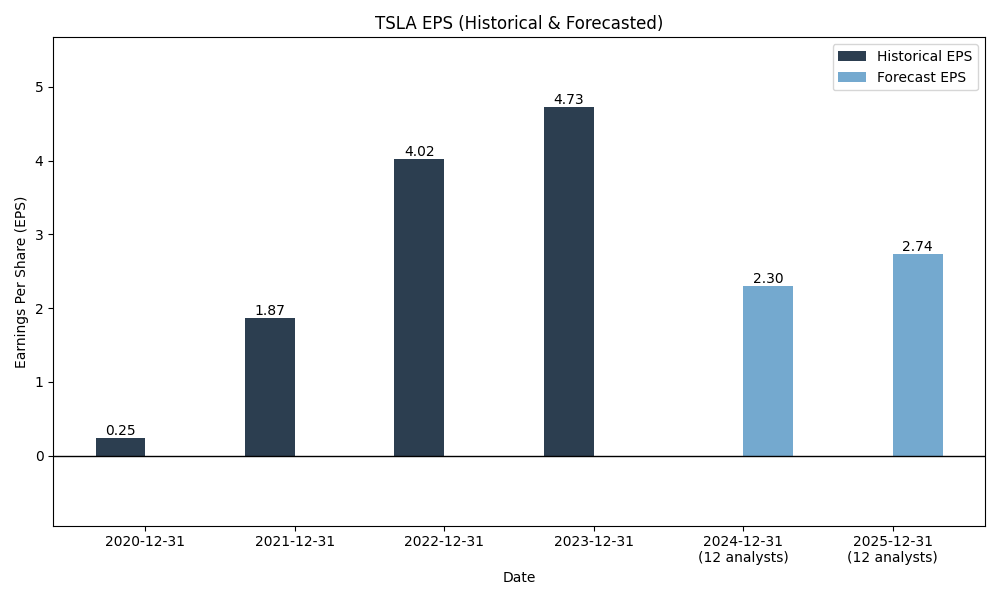 TSLA EPS (Historical & Forecasted)
Historical EPS
Forecast EPS
Earnings Per Share (EPS)
5
4
3
2
1
0
0.25
1.87
4.02
4.73
2.30
2.74
2020-12-31
2021-12-31
2022-12-31
2023-12-31
2024-12-31
(12 analysts)
2025-12-31
(12 analysts)
Date